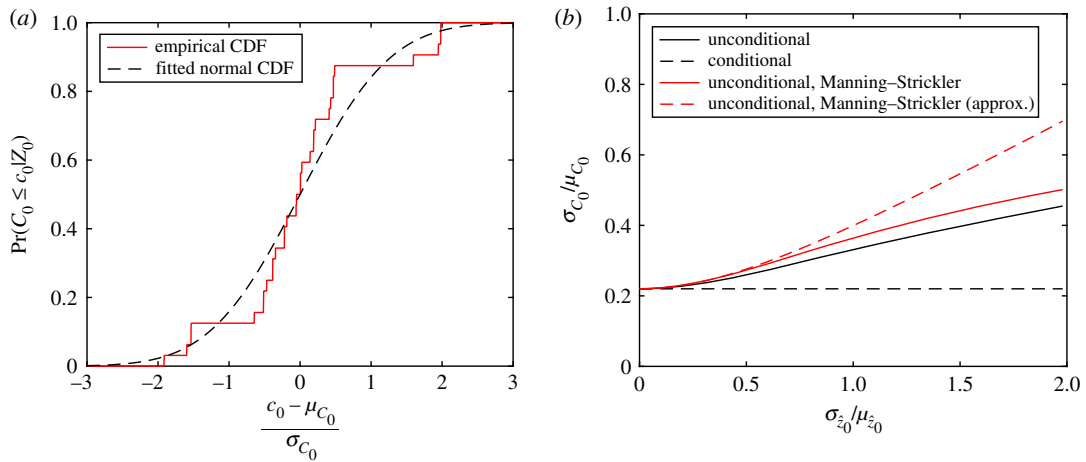 (a)
1.0
0.8
0.6
0.4
0.2
0
Pr(C₀ ≤ c₀|Z₀)
empirical CDF
fitted normal CDF
–3 –2 –1 0 1 2 3
c₀ – μ_C₀
σ_C₀
(b)
1.0
0.8
0.6
0.4
0.2
0
σ_C₀/μ_C₀
unconditional
conditional
unconditional, Manning–Strickler
unconditional, Manning–Strickler (approx.)
0 0.5 1.0 1.5 2.0
σ_ẑ₀/μ_ẑ₀